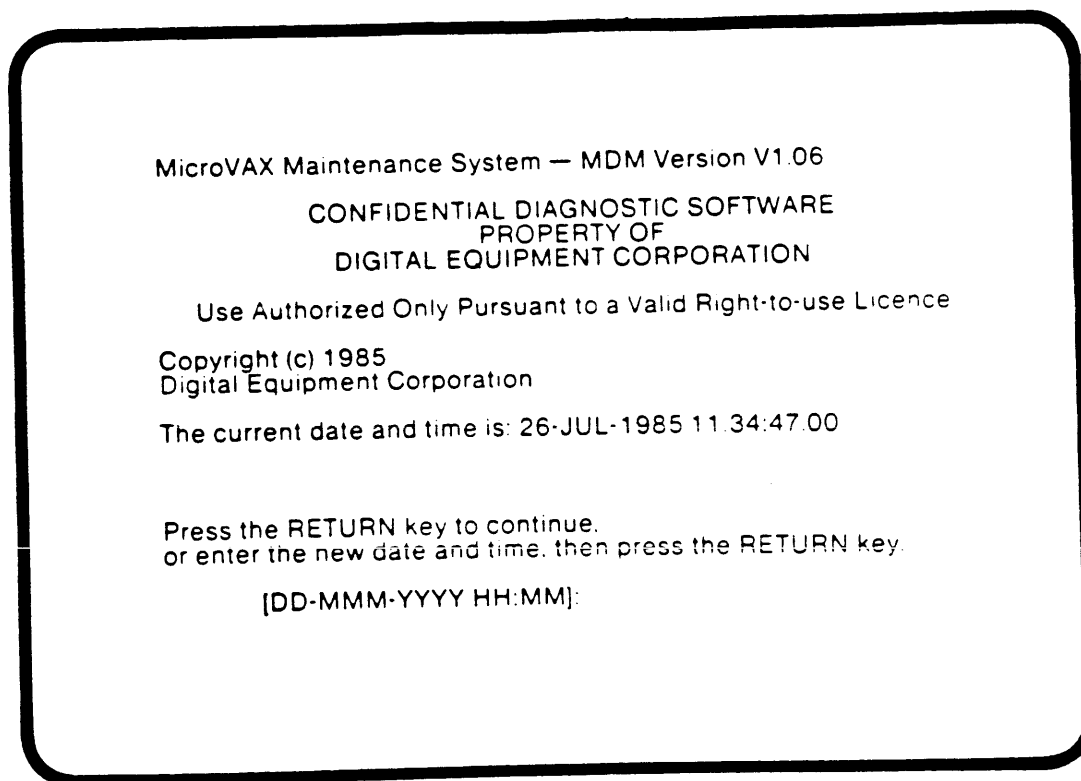 MicroVAX Maintenance System — MDM Version V1.06
CONFIDENTIAL DIAGNOSTIC SOFTWARE
PROPERTY OF
DIGITAL EQUIPMENT CORPORATION
Use Authorized Only Pursuant to a Valid Right-to-use Licence
Copyright (c) 1985
Digital Equipment Corporation
The current date and time is: 26-JUL-1985 11.34:47.00
Press the RETURN key to continue.
or enter the new date and time. then press the RETURN key.
[DD-MMM-YYYY HH:MM]: